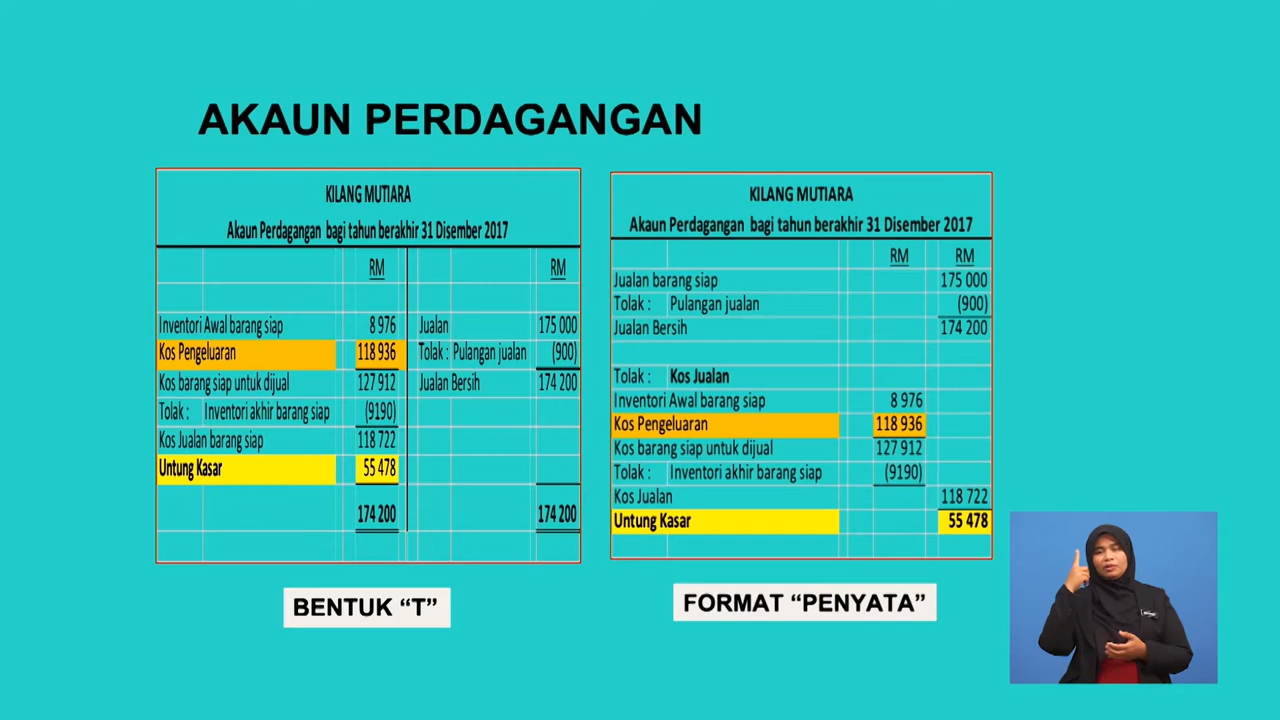 AKAUN PERDAGANGAN
KILANG MUTIARA
Akaun Perdagangan bagi tahun berakhir 31 Disember 2017
RM RM
Inventori Awal barang siap 8 976 Jualan 175 000
Kos Pengeluaran 118 936 Tolak : Pulangan jualan (900)
Kos barang siap untuk dijual 127 912 Jualan Bersih 174 200
Tolak : Inventori akhir barang siap (9190)
Kos Jualan barang siap 118 722
Untung Kasar 55 478
174 200 174 200
BENTUK “T”
KILANG MUTIARA
Akaun Perdagangan bagi tahun berakhir 31 Disember 2017
RM RM
Jualan barang siap 175 000
Tolak : Pulangan jualan (900)
Jualan Bersih 174 200
Tolak : Kos Jualan
Inventori Awal barang siap 8 976
Kos Pengeluaran 118 936
Kos barang siap untuk dijual 127 912
Tolak : Inventori akhir barang siap (9190)
Kos Jualan 118 722
Untung Kasar 55 478
FORMAT “PENYATA”